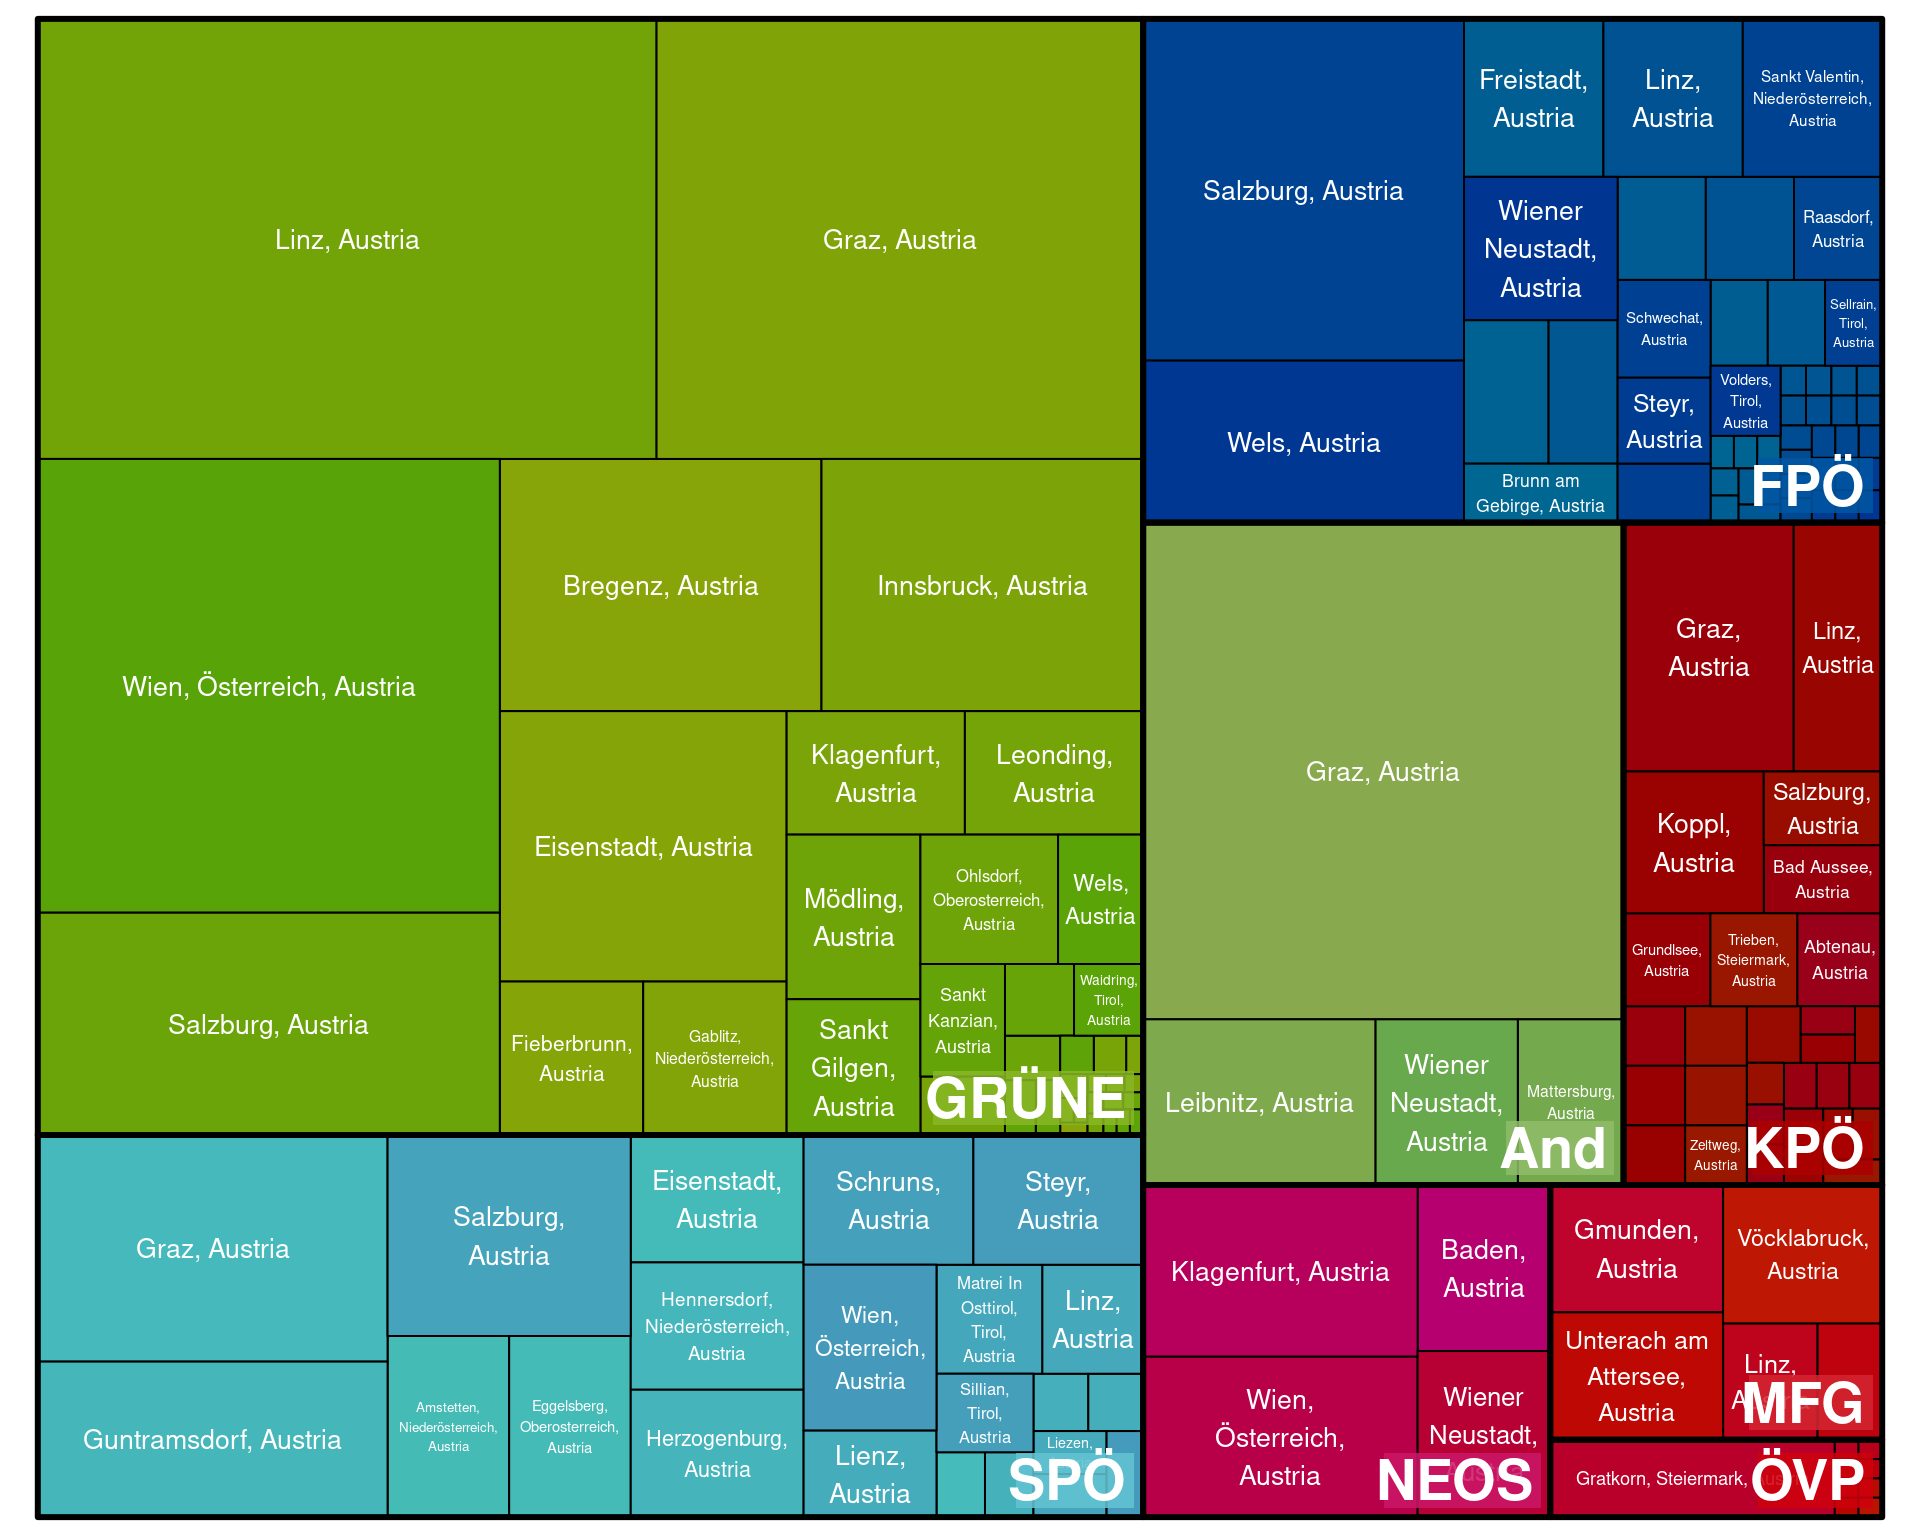 Linz, Austria
Graz, Austria
Wien, Österreich, Austria
Bregenz, Austria
Innsbruck, Austria
Salzburg, Austria
Eisenstadt, Austria
Klagenfurt,
Austria
Leonding,
Austria
Mödling,
Austria
Ohlsdorf,
Oberosterreich,
Austria
Wels,
Austria
Fieberbrunn,
Austria
Gablitz,
Niederösterreich,
Austria
Sankt
Gilgen,
Austria
Sankt
Kanzian,
Austria
Waidring,
Tirol,
Austria
GRÜNE
Salzburg, Austria
Wels, Austria
Freistadt,
Austria
Linz,
Austria
Sankt Valentin,
Niederösterreich,
Austria
Wiener
Neustadt,
Austria
Raasdorf,
Austria
Schwechat,
Austria
Sellrain,
Tirol,
Austria
Steyr,
Austria
Volders,
Tirol,
Austria
Brunn am
Gebirge, Austria
FPÖ
Graz, Austria
Leibnitz, Austria
Wiener
Neustadt,
Austria
Mattersburg,
Austria
And
Graz,
Austria
Linz,
Austria
Koppl,
Austria
Salzburg,
Austria
Bad Aussee,
Austria
Grundlsee,
Austria
Trieben,
Steiermark,
Austria
Abtenau,
Austria
Zeltweg,
Austria
KPÖ
Graz, Austria
Guntramsdorf, Austria
Salzburg,
Austria
Amstetten,
Niederösterreich,
Austria
Eggelsberg,
Oberosterreich,
Austria
Eisenstadt,
Austria
Hennersdorf,
Niederösterreich,
Austria
Herzogenburg,
Austria
Schruns,
Austria
Steyr,
Austria
Wien,
Österreich,
Austria
Matrei In
Osttirol,
Tirol,
Austria
Linz,
Austria
Sillian,
Tirol,
Austria
Lienz,
Austria
Liezen,
SPÖ
Klagenfurt, Austria
Wien,
Österreich,
Austria
Baden,
Austria
Wiener
Neustadt,
Austria
NEOS
Gmunden,
Austria
Vöcklabruck,
Austria
Unterach am
Attersee,
Austria
Linz,
MFG
Gratkorn, Steiermark,
ÖVP